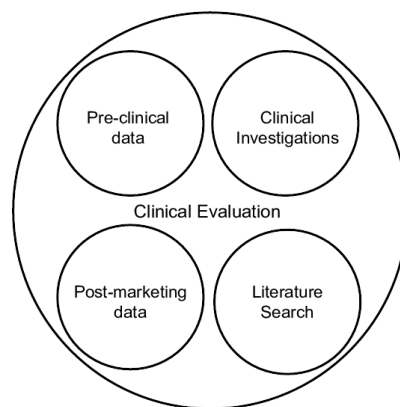 Pre-clinical
data
Clinical
Investigations
Clinical Evaluation
Post-marketing
data
Literature
Search